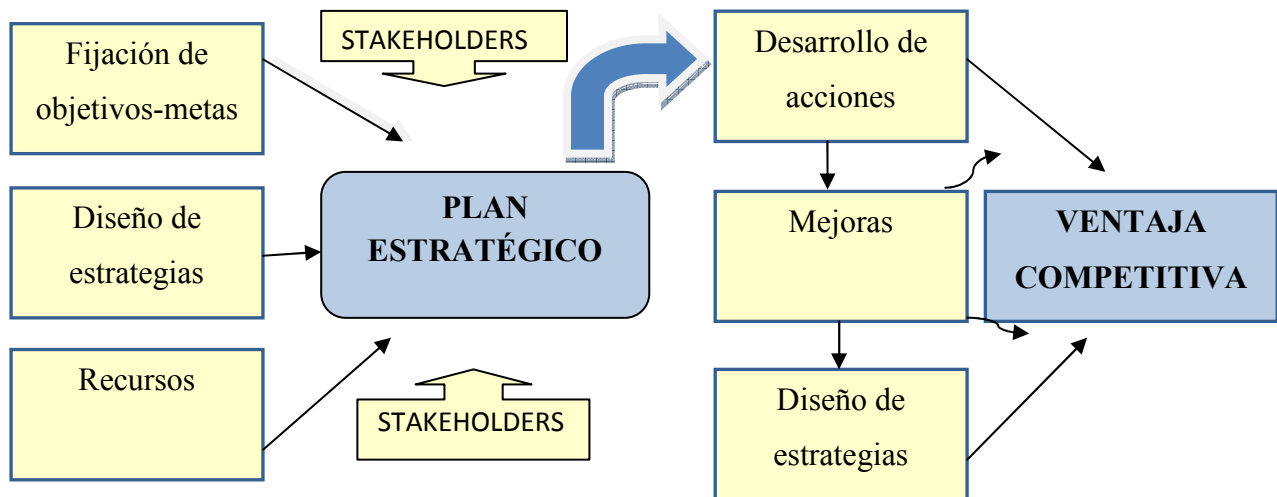 Fijación de
objetivos-metas
STAKEHOLDERS
Desarrollo de
acciones
Diseño de
estrategias
PLAN
ESTRATÉGICO
Mejoras
VENTAJA
COMPETITIVA
Recursos
STAKEHOLDERS
Diseño de
estrategias